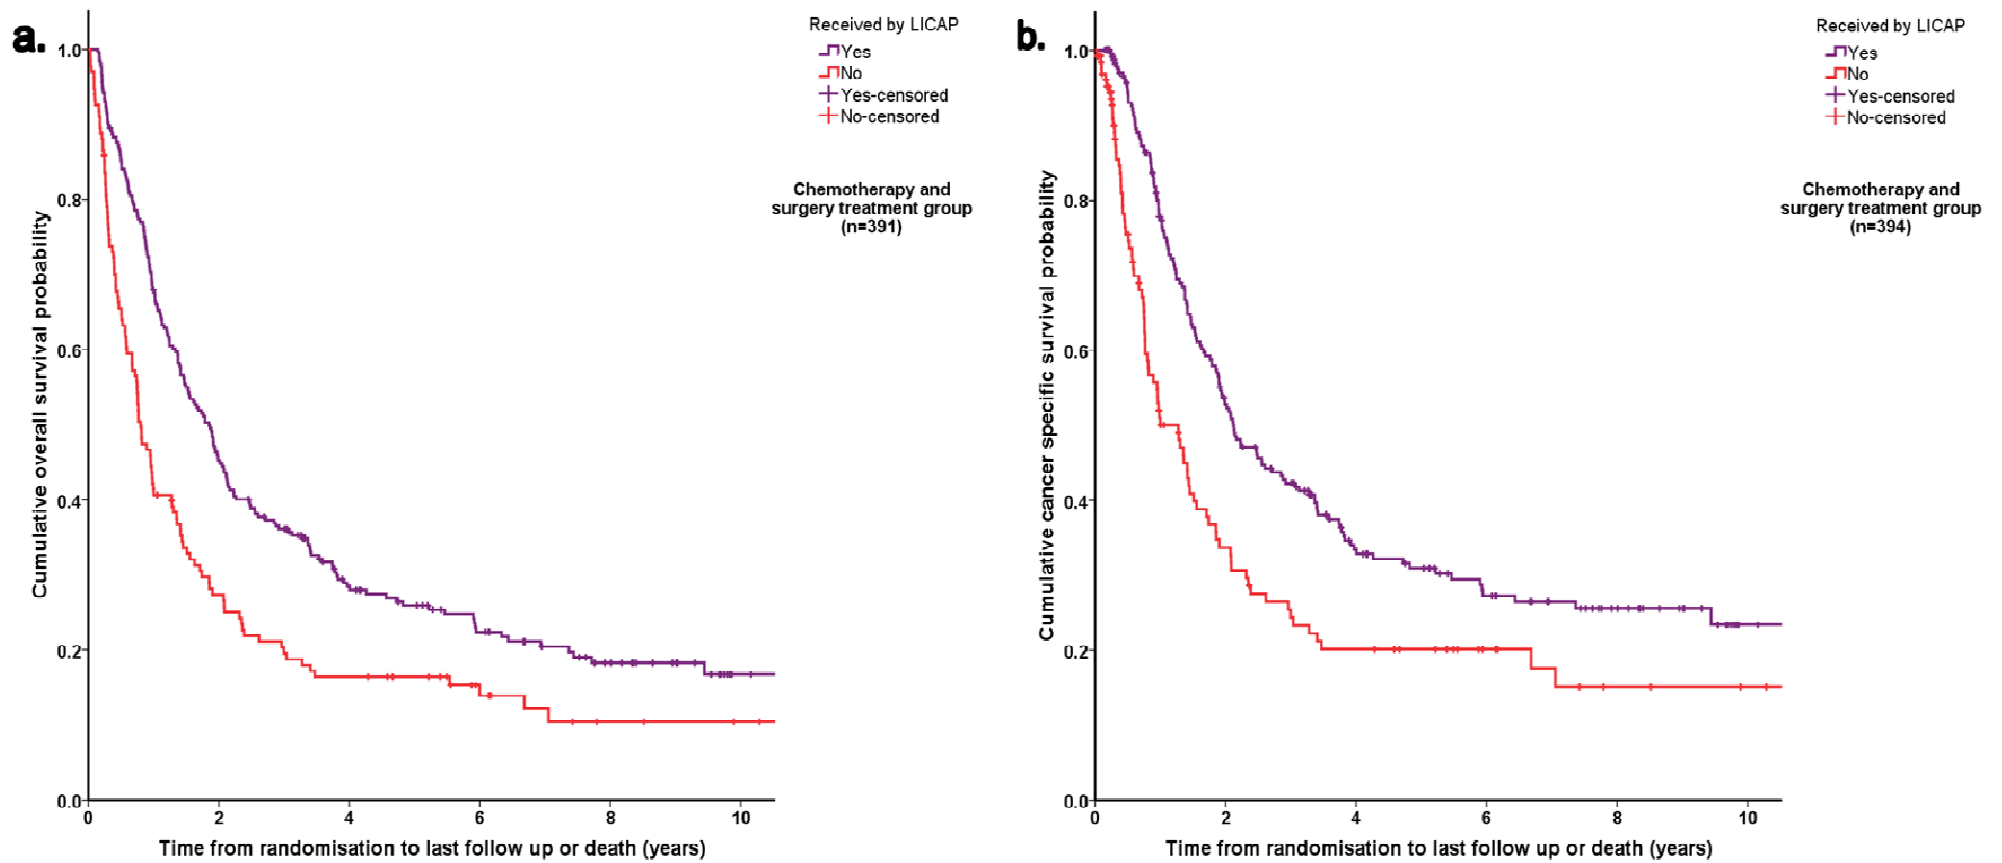 a.
Received by LICAP
Yes
No
Yes-censored
No-censored
Chemotherapy and
surgery treatment group
(n=391)
Cumulative overall survival probability
1.0
0.8
0.6
0.4
0.2
0.0
0 2 4 6 8 10
Time from randomisation to last follow up or death (years)
b.
Received by LICAP
Yes
No
Yes-censored
No-censored
Chemotherapy and
surgery treatment group
(n=394)
Cumulative cancer specific survival probability
1.0
0.8
0.6
0.4
0.2
0.0
0 2 4 6 8 10
Time from randomisation to last follow up or death (years)